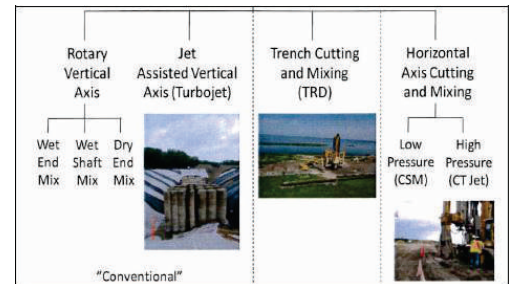 Rotary
Vertical
Axis
Jet
Assisted Vertical
Axis (Turbojet)
Trench Cutting
and Mixing
(TRD)
Horizontal
Axis Cutting
and Mixing
Wet
End
Mix
Wet
Shaft
Mix
Dry
End
Mix
Low
Pressure
(CSM)
High
Pressure
(CT Jet)
"Conventional"